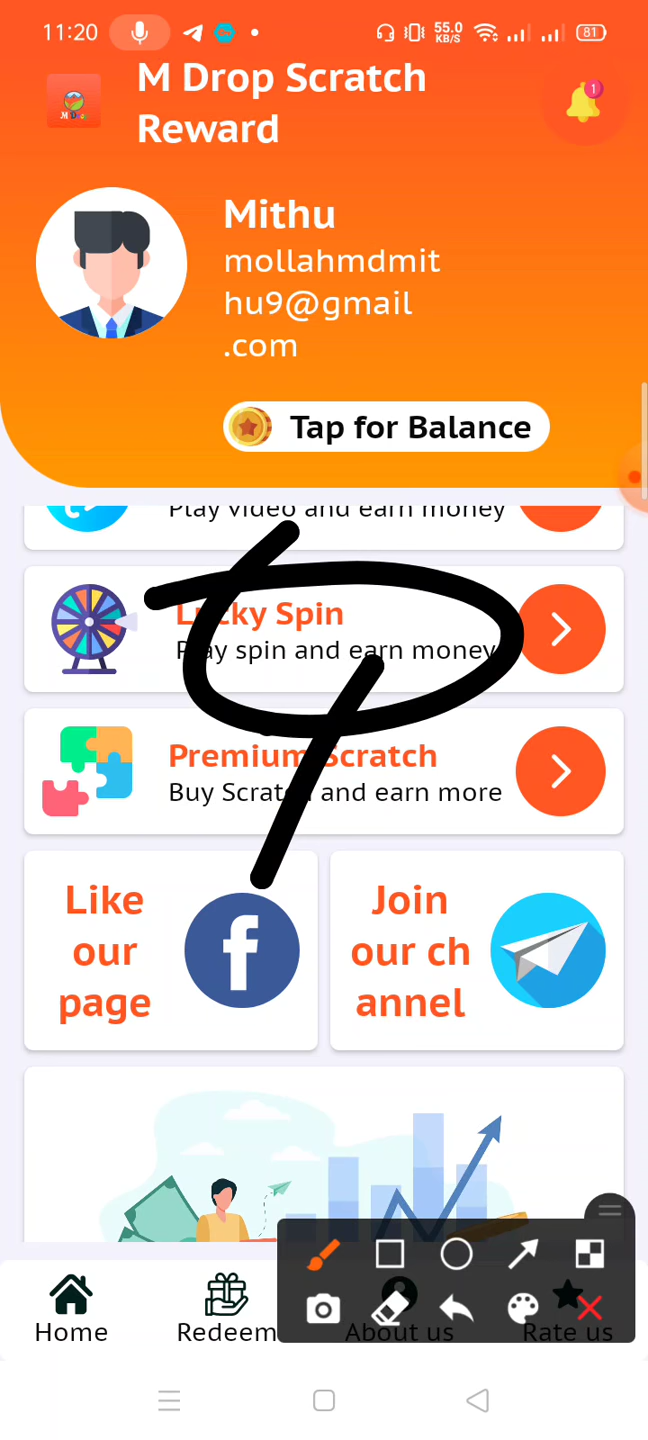 11:20
55.0
KB/S
81
M Drop Scratch
Reward
1
M Drop
Mithu
mollahmdmit
hu9@gmail
.com
Tap for Balance
Play video and earn money
Lucky Spin
Play spin and earn money
Premium Scratch
Buy Scratch and earn more
Like
our
page
f
Join
our ch
annel
Home
Redeem
About us
Rate us